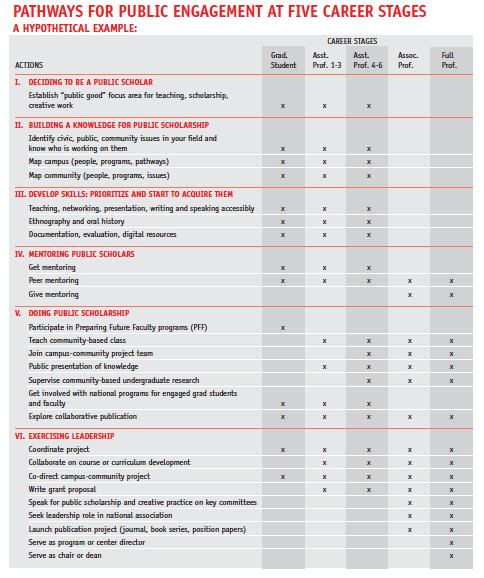 PATHWAYS FOR PUBLIC ENGAGEMENT AT FIVE CAREER STAGES
A HYPOTHETICAL EXAMPLE:
CAREER STAGES
Grad. Asst. Asst. Assoc. Full
ACTIONS Student Prof. 1-3 Prof. 4-6 Prof. Prof.
I. DECIDING TO BE A PUBLIC SCHOLAR
Establish “public good” focus area for teaching, scholarship,
creative work x x x
II. BUILDING A KNOWLEDGE FOR PUBLIC SCHOLARSHIP
Identify civic, public, community issues in your field and
know who is working on them x x x
Map campus (people, programs, pathways) x x x
Map community (people, programs, issues) x x x
III. DEVELOP SKILLS: PRIORITIZE AND START TO ACQUIRE THEM
Teaching, networking, presentation, writing and speaking accessibly x x x
Ethnography and oral history x x x
Documentation, evaluation, digital resources x x x
IV. MENTORING PUBLIC SCHOLARS
Get mentoring x x x
Peer mentoring x x x x x
Give mentoring x x
V. DOING PUBLIC SCHOLARSHIP
Participate in Preparing Future Faculty programs (PFF) x
Teach community-based class x x x x
Join campus-community project team x x x
Public presentation of knowledge x x x x
Supervise community-based undergraduate research x x x
Get involved with national programs for engaged grad students
and faculty x x x
Explore collaborative publication x x x x x
VI. EXERCISING LEADERSHIP
Coordinate project x x x x x
Collaborate on course or curriculum development x x x x
Co-direct campus-community project x x x x x
Write grant proposal x x x x
Speak for public scholarship and creative practice on key committees x x
Seek leadership role in national association x x
Launch publication project (journal, book series, position papers) x x
Serve as program or center director x
Serve as chair or dean x